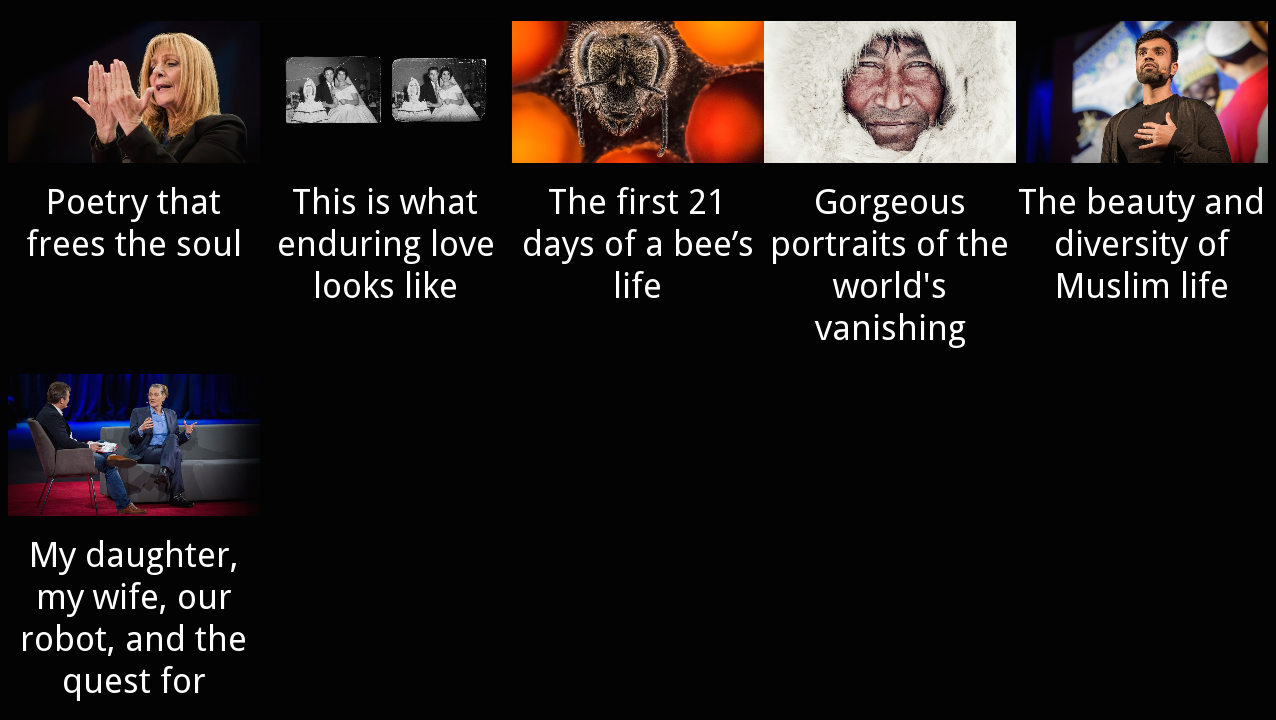 Poetry that
frees the soul
This is what
enduring love
looks like
The first 21
days of a bee’s
life
Gorgeous
portraits of the
world's
vanishing
The beauty and
diversity of
Muslim life
My daughter,
my wife, our
robot, and the
quest for